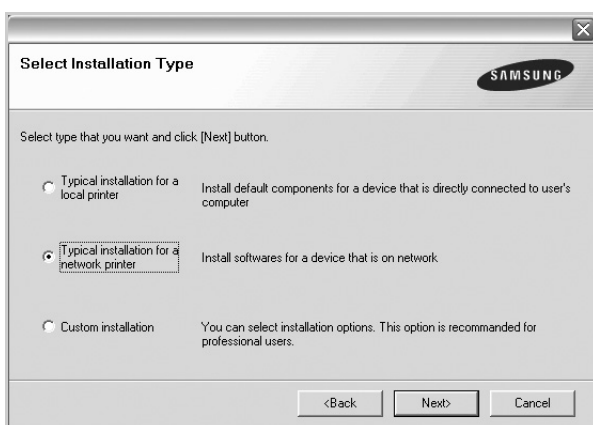 Select Installation Type
SAMSUNG
Select type that you want and click [Next] button.
Typical installation for a
local printer
Install default components for a device that is directly connected to user's
computer
Typical installation for a
network printer
Install softwares for a device that is on network
Custom installation
You can select installation options. This option is recommanded for
professional users.
<Back
Next>
Cancel